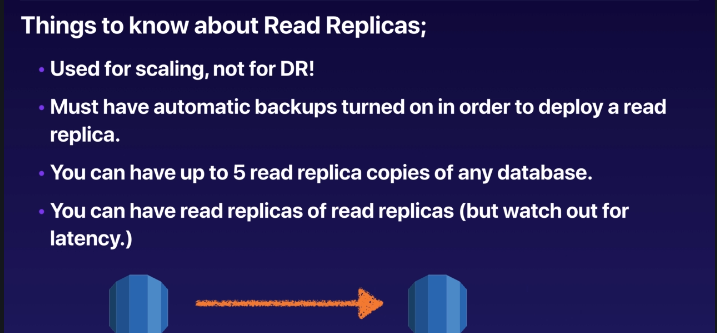 Things to know about Read Replicas;
• Used for scaling, not for DR!
• Must have automatic backups turned on in order to deploy a read
replica.
• You can have up to 5 read replica copies of any database.
• You can have read replicas of read replicas (but watch out for
latency.)